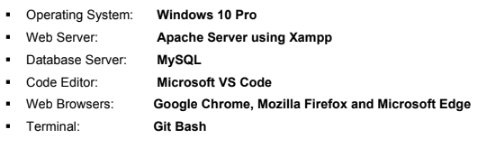 ▪ Operating System: Windows 10 Pro
▪ Web Server: Apache Server using Xampp
▪ Database Server: MySQL
▪ Code Editor: Microsoft VS Code
▪ Web Browsers: Google Chrome, Mozilla Firefox and Microsoft Edge
▪ Terminal: Git Bash